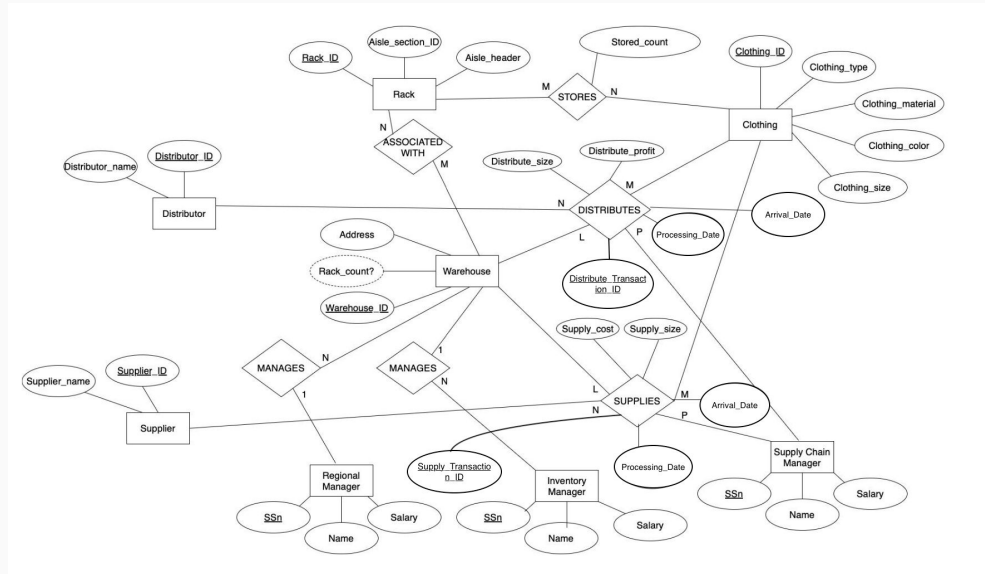 Aisle_section_ID
Rack_ID
Aisle_header
Rack
Stored_count
M
STORES
N
Clothing_ID
Clothing_type
Clothing_material
Clothing
Clothing_color
Clothing_size
N
ASSOCIATED
WITH
M
Distributor_name
Distributor_ID
Distributor
Distribute_size
Distribute_profit
M
N
DISTRIBUTES
L
P
Processing_Date
Arrival_Date
Distribute_Transact
ion_ID
Address
Rack_count?
Warehouse
Warehouse_ID
MANAGES
N
1
1
MANAGES
N
Supply_cost
Supply_size
L
M
SUPPLIES
N
P
Arrival_Date
Supplier_name
Supplier_ID
Supplier
Supply_Transactio
n_ID
Processing_Date
Regional
Manager
SSn
Name
Salary
Inventory
Manager
SSn
Name
Salary
Supply Chain
Manager
SSn
Name
Salary